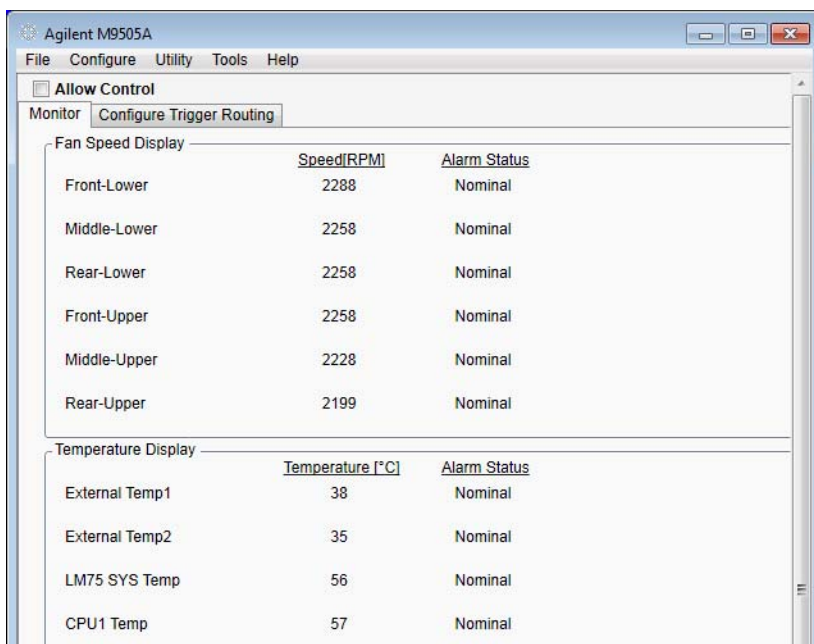 Agilent M9505A
File Configure Utility Tools Help
Allow Control
Monitor Configure Trigger Routing
Fan Speed Display
Speed[RPM] Alarm Status
Front-Lower 2288 Nominal
Middle-Lower 2258 Nominal
Rear-Lower 2258 Nominal
Front-Upper 2258 Nominal
Middle-Upper 2228 Nominal
Rear-Upper 2199 Nominal
Temperature Display
Temperature [°C] Alarm Status
External Temp1 38 Nominal
External Temp2 35 Nominal
LM75 SYS Temp 56 Nominal
CPU1 Temp 57 Nominal